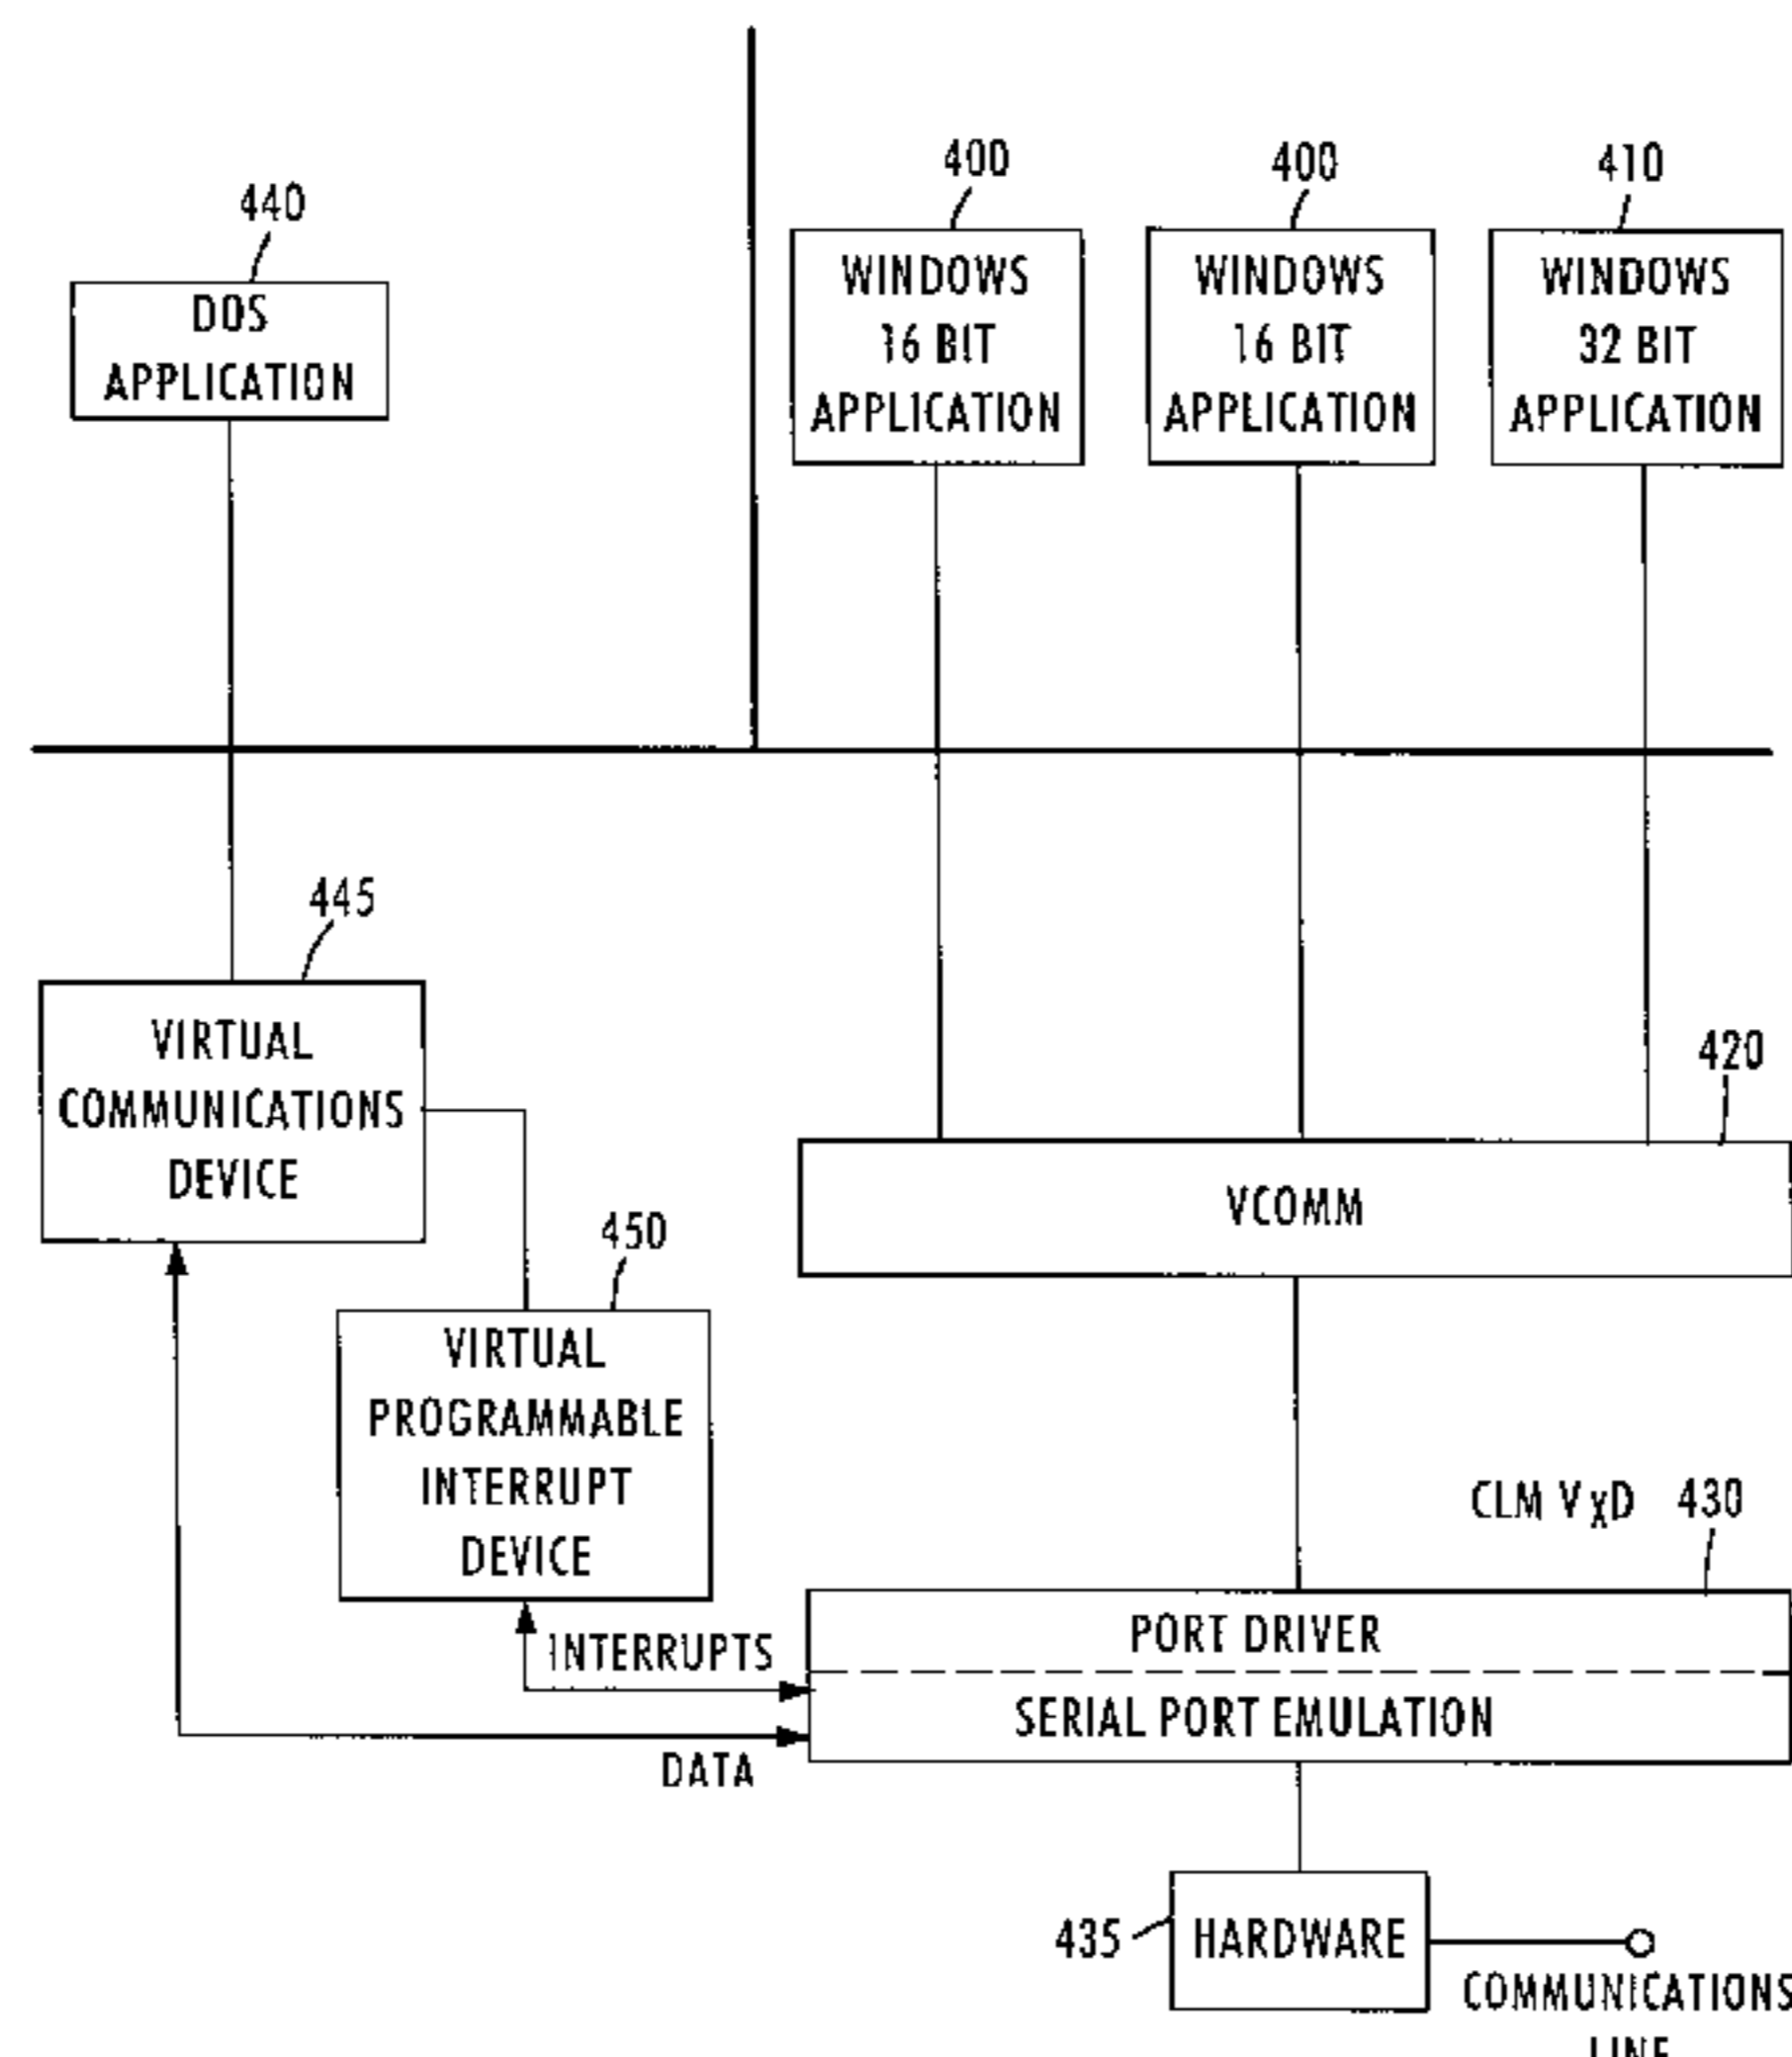 440
DOS
APPLICATION
400
WINDOWS
16 BIT
APPLICATION
400
WINDOWS
16 BIT
APPLICATION
410
WINDOWS
32 BIT
APPLICATION
445
VIRTUAL
COMMUNICATIONS
DEVICE
420
VCOMM
450
VIRTUAL
PROGRAMMABLE
INTERRUPT
DEVICE
CLM VXD 430
PORT DRIVER
INTERRUPTS
SERIAL PORT EMULATION
DATA
435
HARDWARE
COMMUNICATIONS
LINE